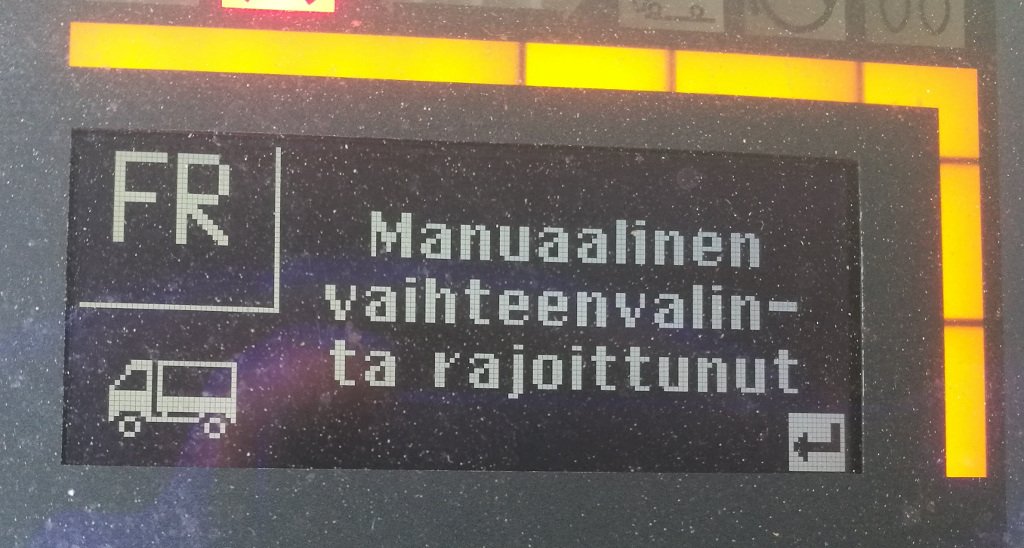 FR
Manuaalinen
vaihteenvalin-
ta rajoittunut